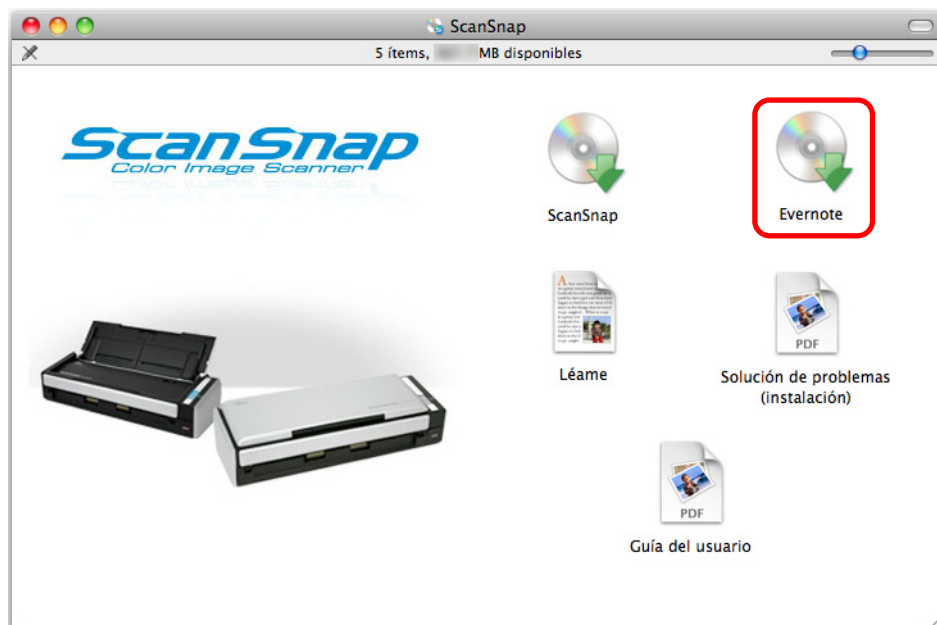 ScanSnap
5 ítems, MB disponibles
ScanSnap
Color Image Scanner
ScanSnap
Evernote
Léame
PDF
Solución de problemas
(instalación)
PDF
Guía del usuario